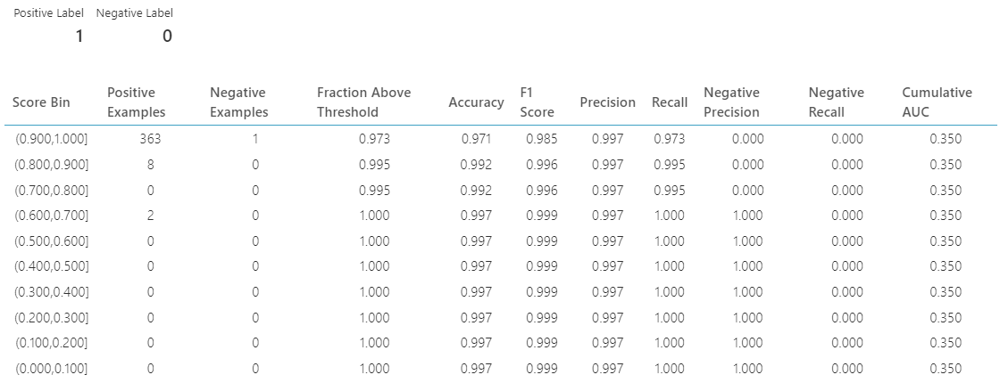 Positive Label Negative Label
1 0
Score Bin Positive Examples Negative Examples Fraction Above Threshold Accuracy F1 Score Precision Recall Negative Precision Negative Recall Cumulative AUC
(0.900,1.000] 363 1 0.973 0.971 0.985 0.997 0.973 0.000 0.000 0.350
(0.800,0.900] 8 0 0.995 0.992 0.996 0.997 0.995 0.000 0.000 0.350
(0.700,0.800] 0 0 0.995 0.992 0.996 0.997 0.995 0.000 0.000 0.350
(0.600,0.700] 2 0 1.000 0.997 0.999 0.997 1.000 1.000 0.000 0.350
(0.500,0.600] 0 0 1.000 0.997 0.999 0.997 1.000 1.000 0.000 0.350
(0.400,0.500] 0 0 1.000 0.997 0.999 0.997 1.000 1.000 0.000 0.350
(0.300,0.400] 0 0 1.000 0.997 0.999 0.997 1.000 1.000 0.000 0.350
(0.200,0.300] 0 0 1.000 0.997 0.999 0.997 1.000 1.000 0.000 0.350
(0.100,0.200] 0 0 1.000 0.997 0.999 0.997 1.000 1.000 0.000 0.350
(0.000,0.100] 0 0 1.000 0.997 0.999 0.997 1.000 1.000 0.000 0.350